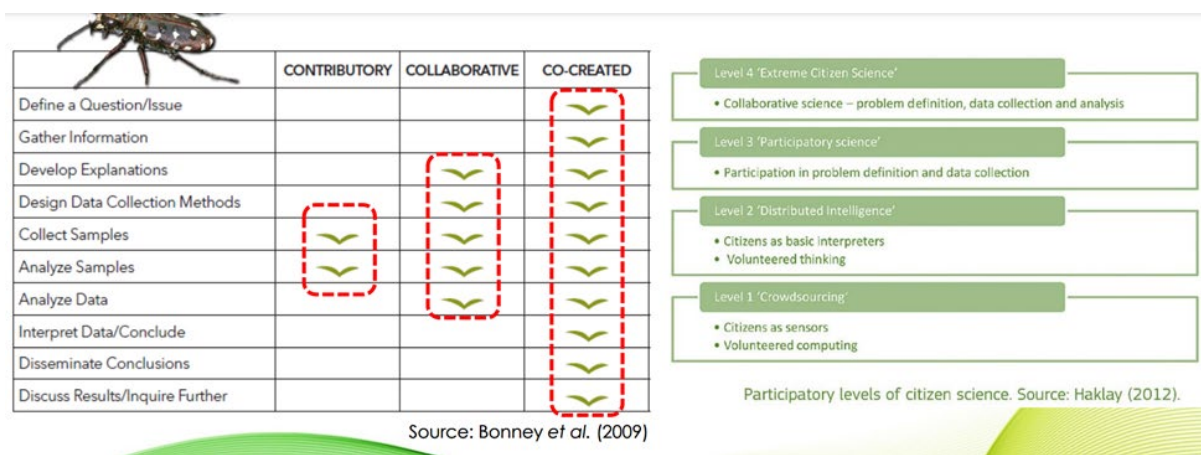 CONTRIBUTORY COLLABORATIVE CO-CREATED
Define a Question/Issue
Gather Information
Develop Explanations
Design Data Collection Methods
Collect Samples
Analyze Samples
Analyze Data
Interpret Data/Conclude
Disseminate Conclusions
Discuss Results/Inquire Further
Source: Bonney et al. (2009)
Level 4 'Extreme Citizen Science'
• Collaborative science – problem definition, data collection and analysis
Level 3 'Participatory science'
• Participation in problem definition and data collection
Level 2 'Distributed Intelligence'
• Citizens as basic interpreters
• Volunteered thinking
Level 1 'Crowdsourcing'
• Citizens as sensors
• Volunteered computing
Participatory levels of citizen science. Source: Haklay (2012).